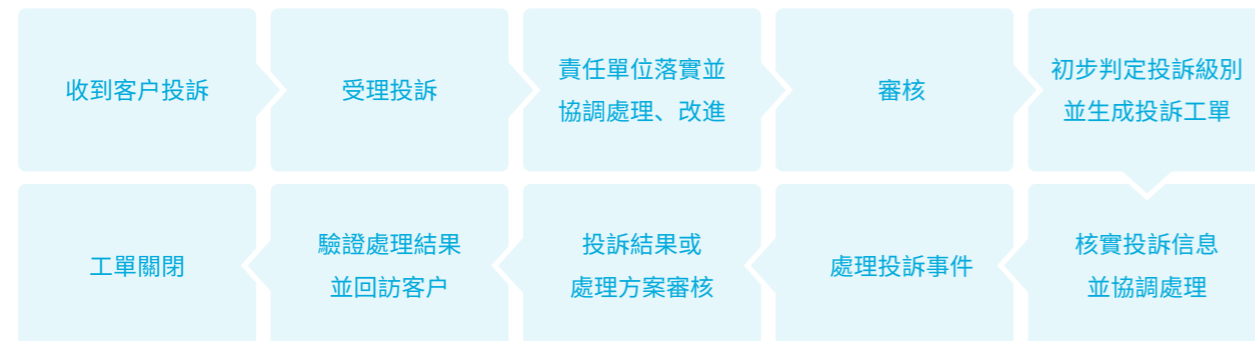 收到客户投訴
受理投訴
責任單位落實並
協調處理、改進
審核
初步判定投訴級別
並生成投訴工單
核實投訴信息
並協調處理
處理投訴事件
投訴結果或
處理方案審核
驗證處理結果
並回訪客户
工單關閉